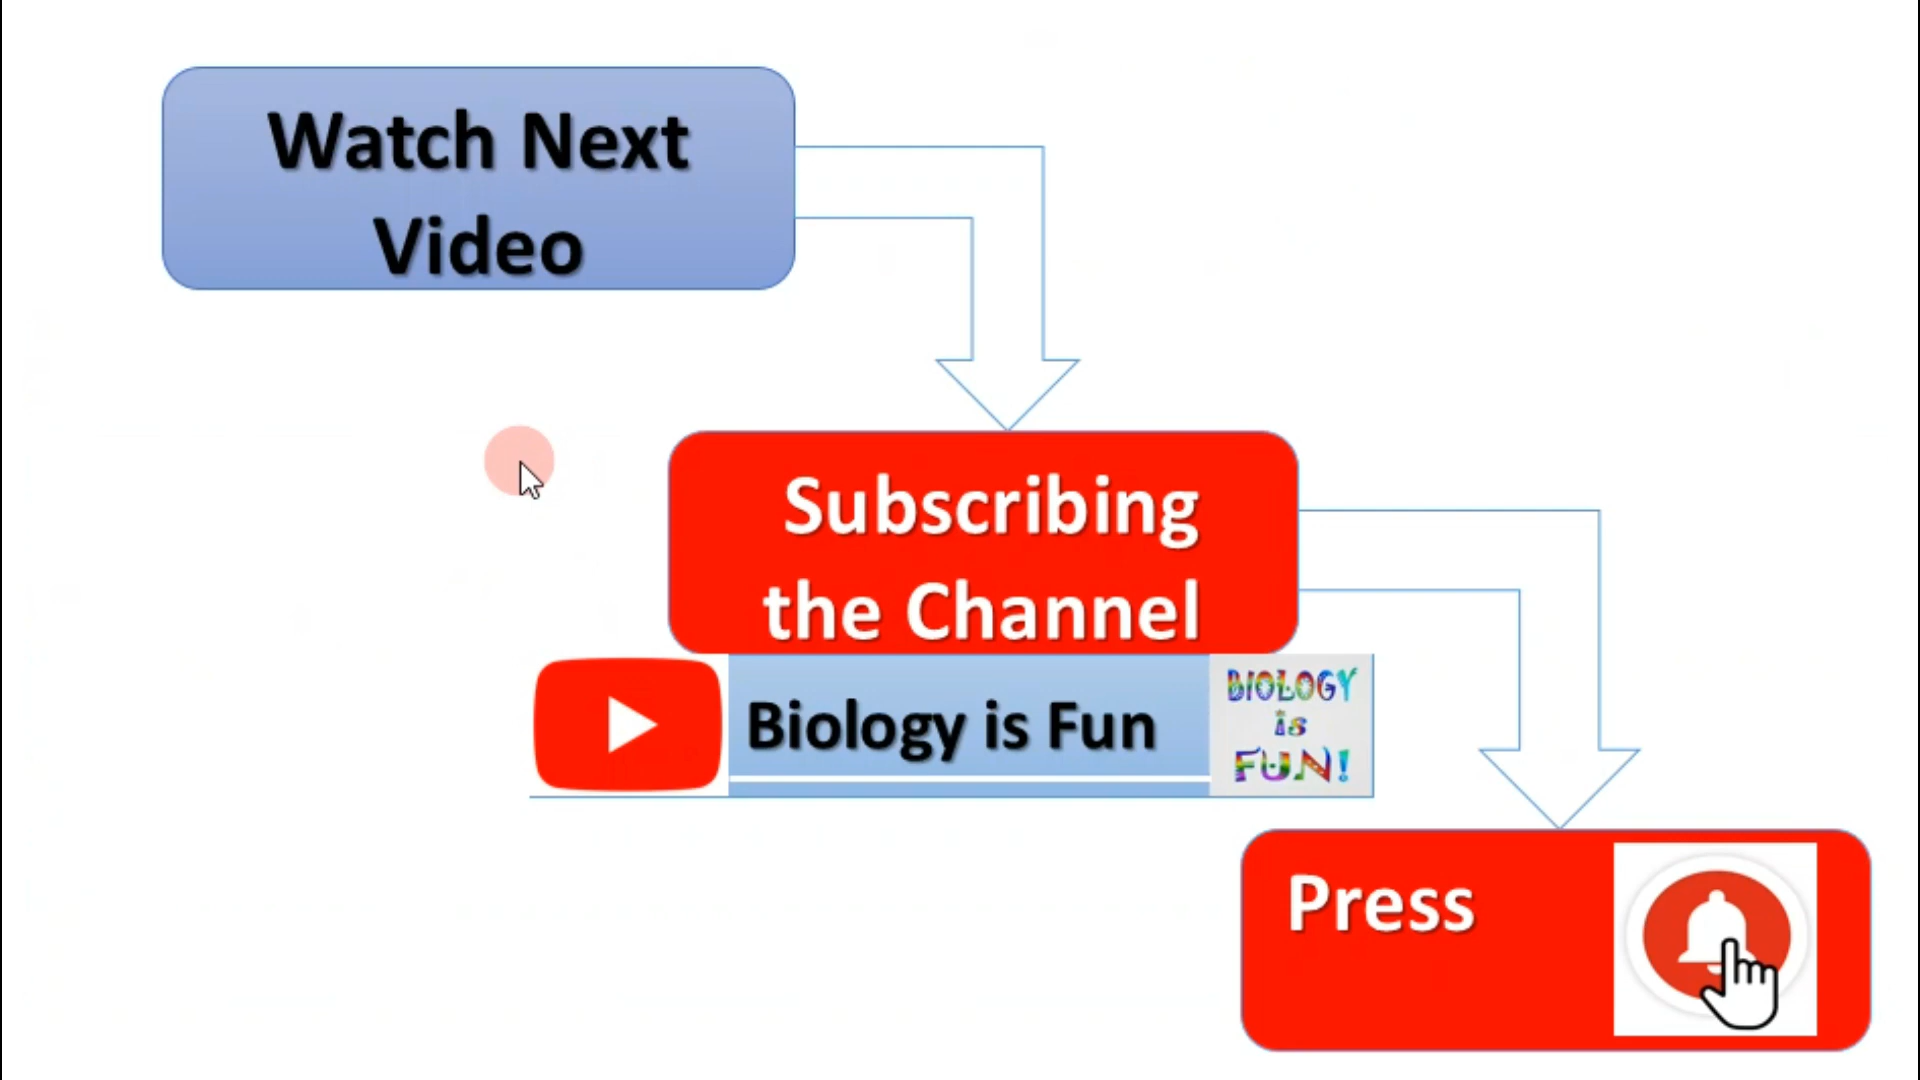 Watch Next
Video
Subscribing
the Channel
Biology is Fun
BIOLOGY
is
FUN!
Press